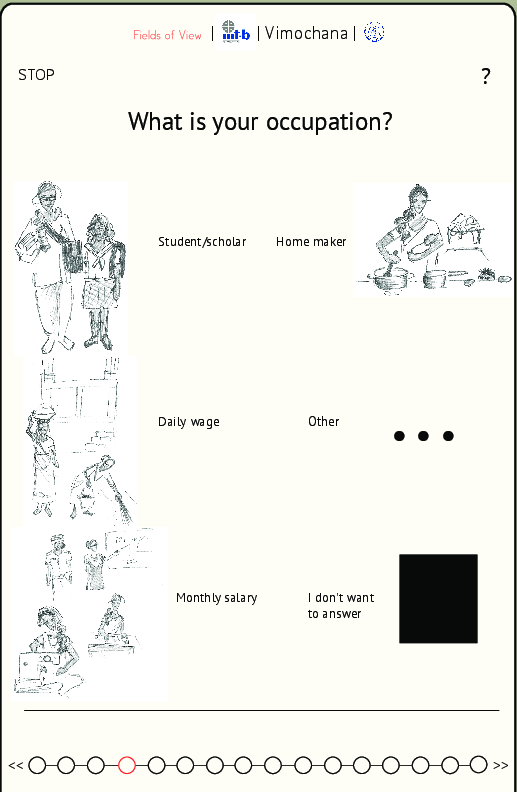 Fields of View | iiitb | Vimochana |
STOP
?
What is your occupation?
Student/scholar
Home maker
Daily wage
Other
Monthly salary
I don't want
to answer
<< >>